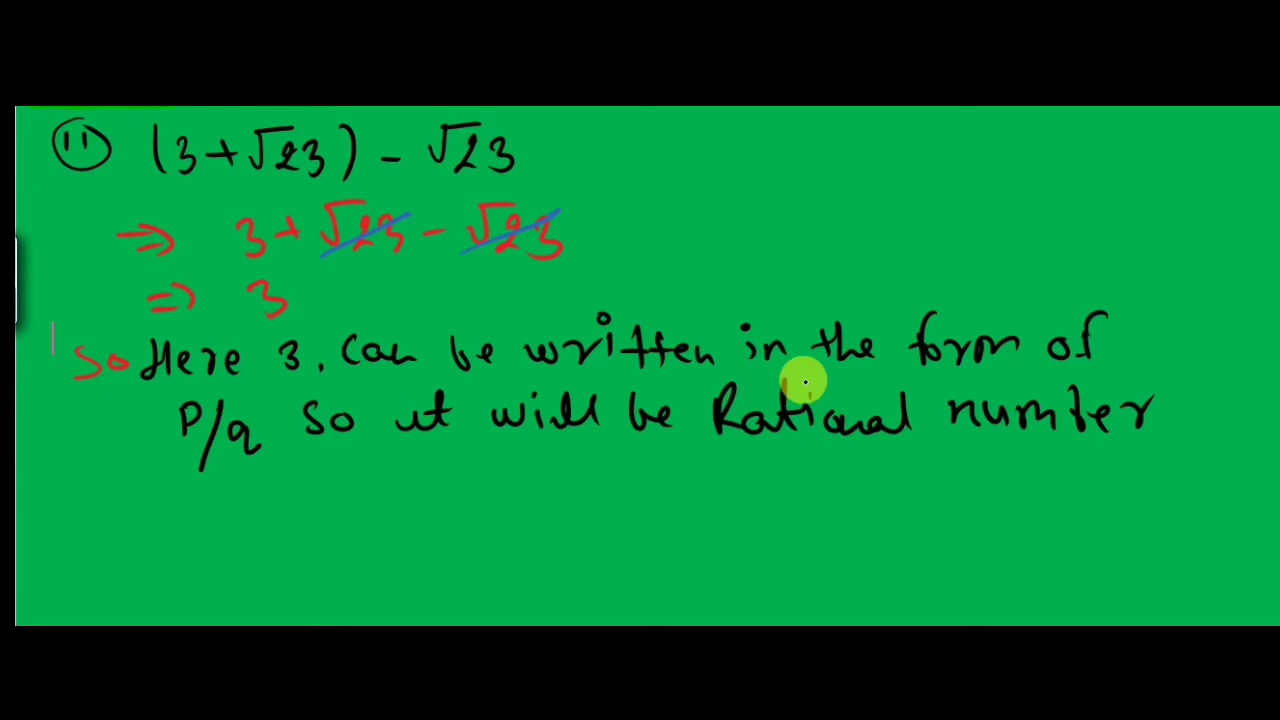 ⑪ (3+√23) - √23
⇒ 3+√23-√23
⇒ 3
So Here 3, can be written in the form of
P/q so it will be Rational number